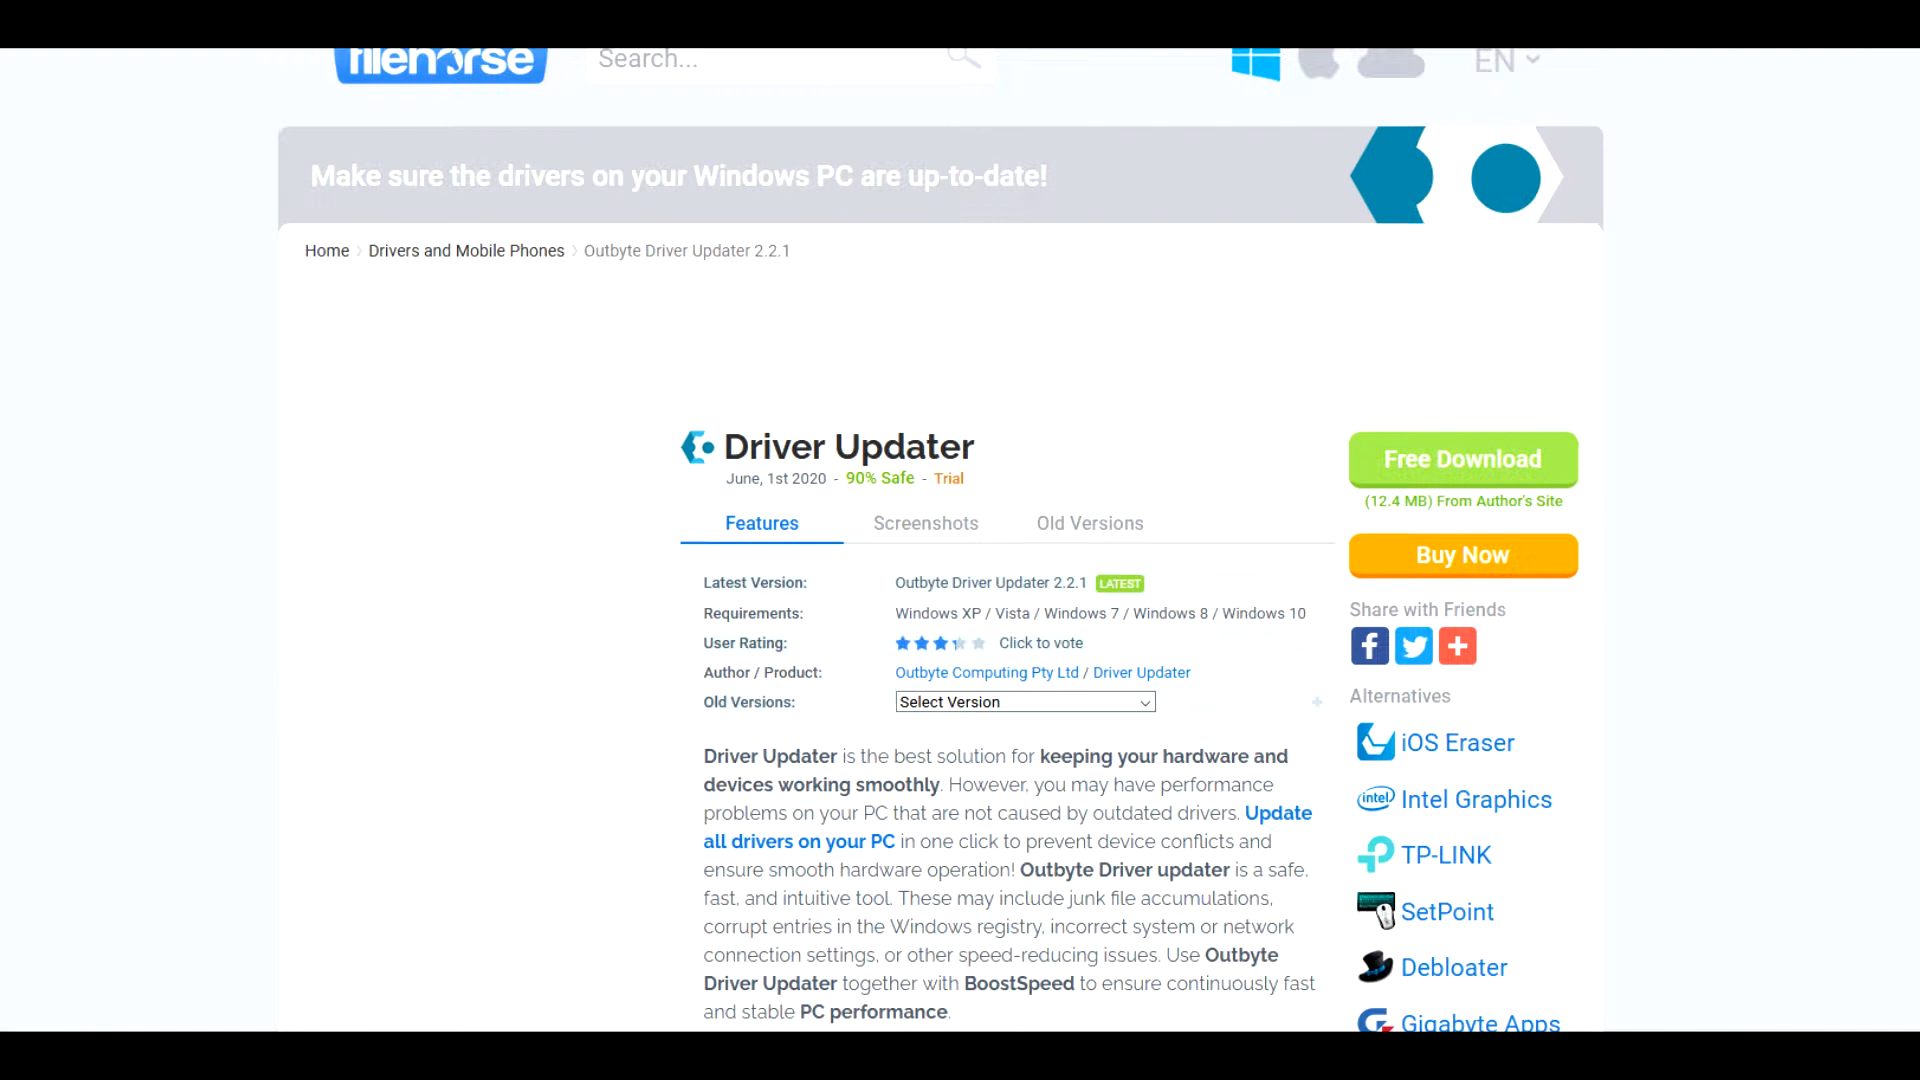 filehorse
Search...
EN
Make sure the drivers on your Windows PC are up-to-date!
Home > Drivers and Mobile Phones > Outbyte Driver Updater 2.2.1
Driver Updater
June, 1st 2020 - 90% Safe - Trial
Features Screenshots Old Versions
Latest Version: Outbyte Driver Updater 2.2.1 LATEST
Requirements: Windows XP / Vista / Windows 7 / Windows 8 / Windows 10
User Rating: Click to vote
Author / Product: Outbyte Computing Pty Ltd / Driver Updater
Old Versions: Select Version
Driver Updater is the best solution for keeping your hardware and
devices working smoothly. However, you may have performance
problems on your PC that are not caused by outdated drivers. Update
all drivers on your PC in one click to prevent device conflicts and
ensure smooth hardware operation! Outbyte Driver updater is a safe,
fast, and intuitive tool. These may include junk file accumulations,
corrupt entries in the Windows registry, incorrect system or network
connection settings, or other speed-reducing issues. Use Outbyte
Driver Updater together with BoostSpeed to ensure continuously fast
and stable PC performance.
Free Download
(12.4 MB) From Author's Site
Buy Now
Share with Friends
Alternatives
iOS Eraser
intel Intel Graphics
TP-LINK
SetPoint
Debloater
Gigabyte Apps